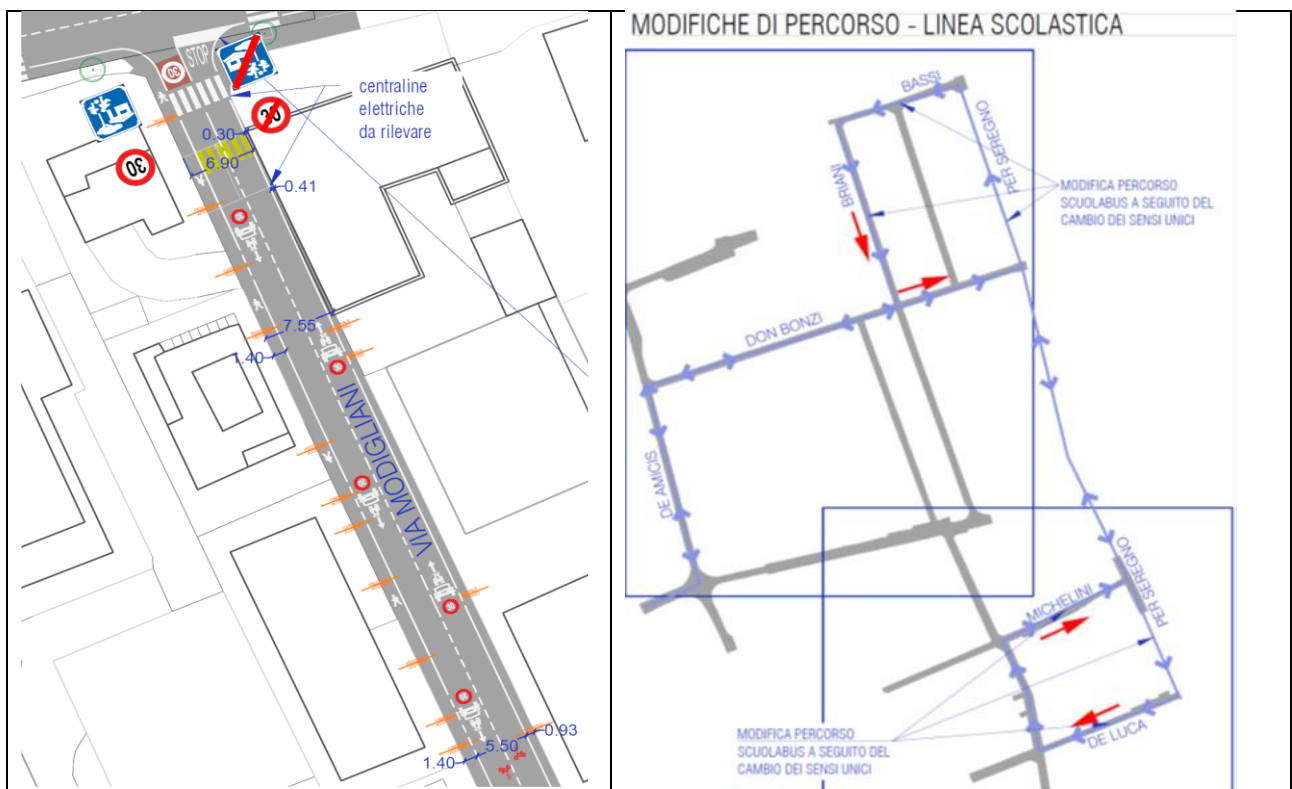 STOP
30
30
30
centraline
elettriche
da rilevare
0.30
6.90
0.41
7.55
1.40
VIA MODIGLIANI
0.93
5.50
1.40
MODIFICHE DI PERCORSO - LINEA SCOLASTICA
BASSI
PER SEREGNO
BRIANI
MODIFICA PERCORSO
SCUOLABUS A SEGUITO DEL
CAMBIO DEI SENSI UNICI
DON BONZI
DE AMICIS
MICHELINI
PER SEREGNO
DE LUCA
MODIFICA PERCORSO
SCUOLABUS A SEGUITO DEL
CAMBIO DEI SENSI UNICI